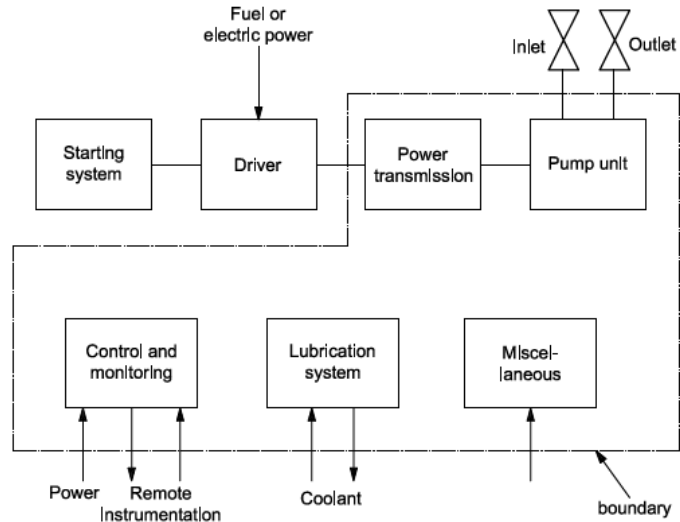 Fuel or
electric power
Inlet
Outlet
Starting
system
Driver
Power
transmission
Pump unit
Control and
monitoring
Lubrication
system
Miscel-
laneous
Power
Remote
instrumentation
Coolant
boundary